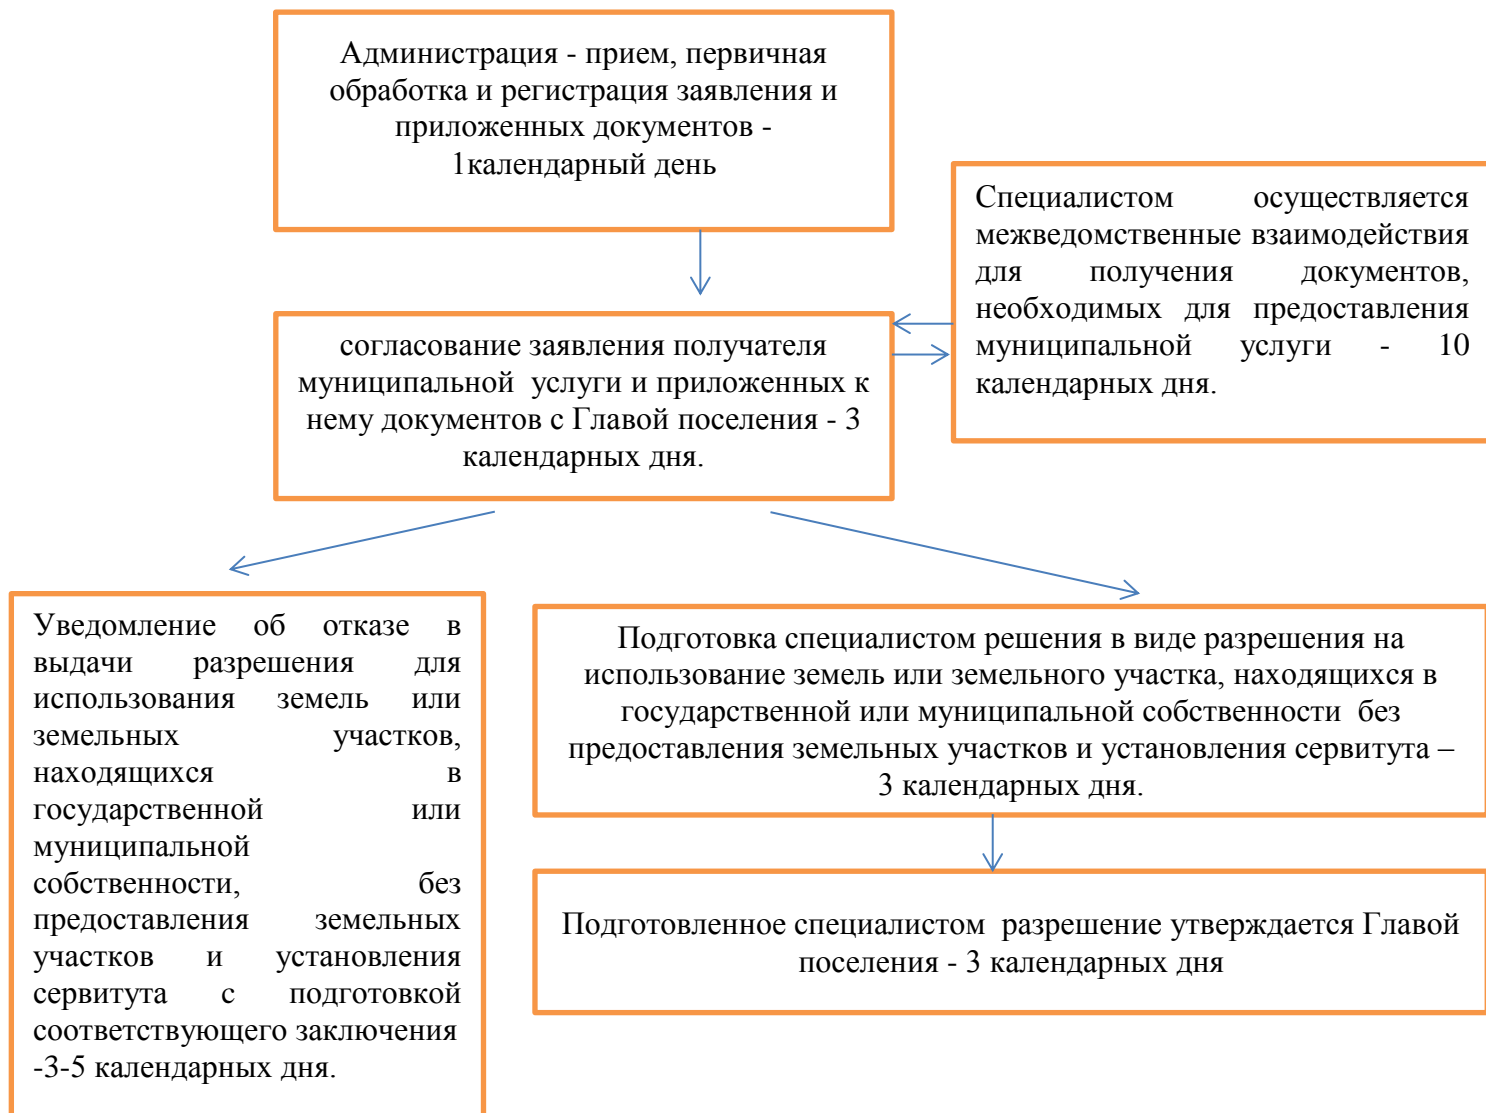 Администрация - прием, первичная
обработка и регистрация заявления и
приложенных документов -
1календарный день
Специалистом осуществляется
межведомственные взаимодействия
для получения документов,
необходимых для предоставления
муниципальной услуги - 10
календарных дня.
согласование заявления получателя
муниципальной услуги и приложенных к
нему документов с Главой поселения - 3
календарных дня.
Уведомление об отказе в
выдачи разрешения для
использования земель или
земельных участков,
находящихся в
государственной или
муниципальной
собственности, без
предоставления земельных
участков и установления
сервитута с подготовкой
соответствующего заключения
-3-5 календарных дня.
Подготовка специалистом решения в виде разрешения на
использование земель или земельного участка, находящихся в
государственной или муниципальной собственности без
предоставления земельных участков и установления сервитута –
3 календарных дня.
Подготовленное специалистом разрешение утверждается Главой
поселения - 3 календарных дня